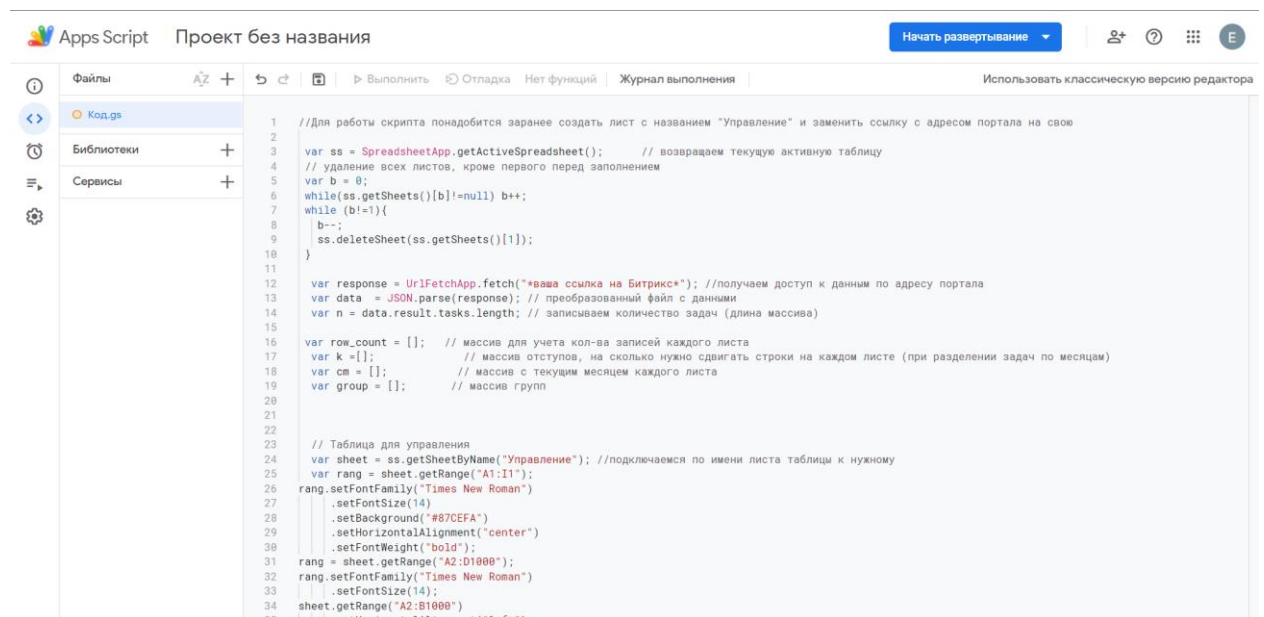 Apps Script Проект без названия Начать развертывание E
Файлы AZ Выполнить Отладка Нет функций Журнал выполнения Использовать классическую версию редактора
Код.gs
Библиотеки
Сервисы
1 //Для работы скрипта понадобится заранее создать лист с названием "Управление" и заменить ссылку с адресом портала на свою
2
3 var ss = SpreadsheetApp.getActiveSpreadsheet(); // возвращаем текущую активную таблицу
4 // удаление всех листов, кроме первого перед заполнением
5 var b = 0;
6 while(ss.getSheets()[b]!=null) b++;
7 while (b!=1){
8 b--;
9 ss.deleteSheet(ss.getSheets()[1]);
10 }
11
12 var response = UrlFetchApp.fetch("*ваша ссылка на Битрикс*"); //получаем доступ к данным по адресу портала
13 var data = JSON.parse(response); // преобразованный файл с данными
14 var n = data.result.tasks.length; // записываем количество задач (длина массива)
15
16 var row_count = []; // массив для учета кол-ва записей каждого листа
17 var k =[]; // массив отступов, на сколько нужно сдвигать строки на каждом листе (при разделении задач по месяцам)
18 var cm = []; // массив с текущим месяцем каждого листа
19 var group = []; // массив групп
20
21
22
23 // Таблица для управления
24 var sheet = ss.getSheetByName("Управление"); //подключаемся по имени листа таблицы к нужному
25 var rang = sheet.getRange("A1:I1");
26 rang.setFontFamily("Times New Roman")
27 .setFontSize(14)
28 .setBackground("#87CEFA")
29 .setHorizontalAlignment("center")
30 .setFontWeight("bold");
31 rang = sheet.getRange("A2:D1000");
32 rang.setFontFamily("Times New Roman")
33 .setFontSize(14);
34 sheet.getRange("A2:B1000")